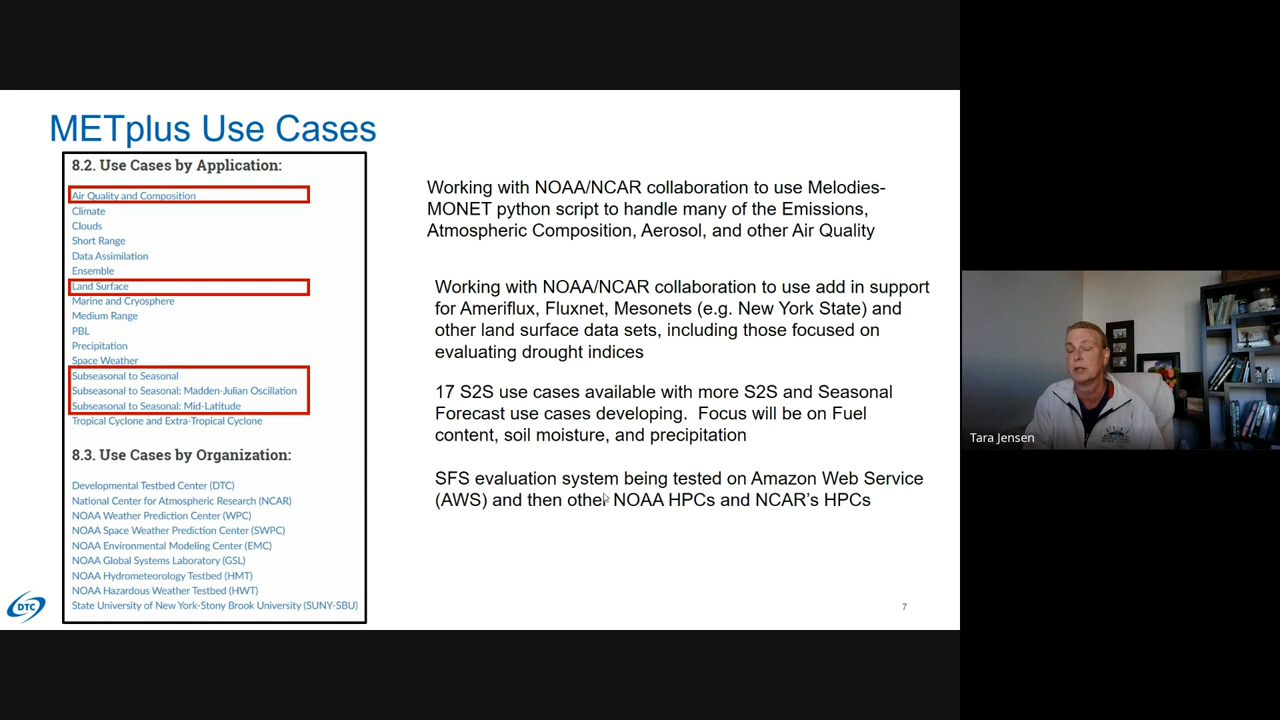 METplus Use Cases
8.2. Use Cases by Application:
Air Quality and Composition
Climate
Clouds
Short Range
Data Assimilation
Ensemble
Land Surface
Marine and Cryosphere
Medium Range
PBL
Precipitation
Space Weather
Subseasonal to Seasonal
Subseasonal to Seasonal: Madden-Julian Oscillation
Subseasonal to Seasonal: Mid-Latitude
Tropical Cyclone and Extra-Tropical Cyclone
8.3. Use Cases by Organization:
Developmental Testbed Center (DTC)
National Center for Atmospheric Research (NCAR)
NOAA Weather Prediction Center (WPC)
NOAA Space Weather Prediction Center (SWPC)
NOAA Environmental Modeling Center (EMC)
NOAA Global Systems Laboratory (GSL)
NOAA Hydrometeorology Testbed (HMT)
NOAA Hazardous Weather Testbed (HWT)
State University of New York-Stony Brook University (SUNY-SBU)
Working with NOAA/NCAR collaboration to use Melodies-
MONET python script to handle many of the Emissions,
Atmospheric Composition, Aerosol, and other Air Quality
Working with NOAA/NCAR collaboration to use add in support
for Ameriflux, Fluxnet, Mesonets (e.g. New York State) and
other land surface data sets, including those focused on
evaluating drought indices
17 S2S use cases available with more S2S and Seasonal
Forecast use cases developing. Focus will be on Fuel
content, soil moisture, and precipitation
SFS evaluation system being tested on Amazon Web Service
(AWS) and then other NOAA HPCs and NCAR's HPCs
DTC
7
Tara Jensen